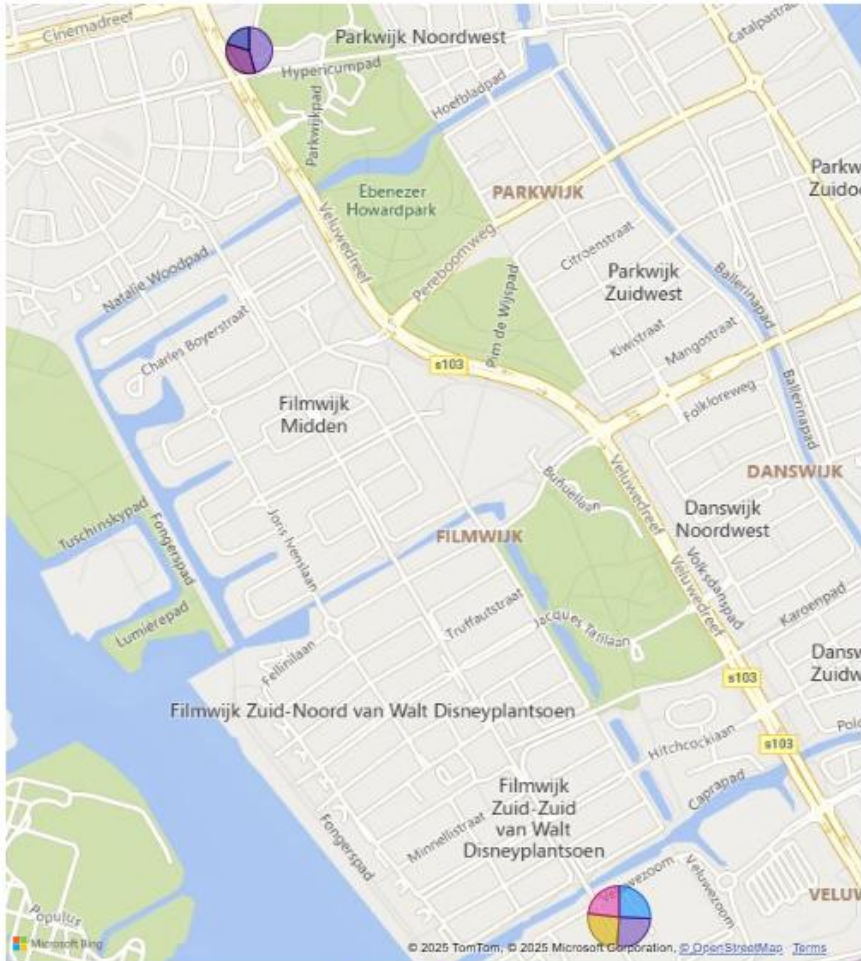 Cinemadreef
Parkwijk Noordwest
Catalpastraat
Hypericumpad
Hoefbladpad
Parkwijkpad
Ebenezer
Howardpark
PARKWIJK
Parkw
Zuidoo
Natalie Woodpad
Veluwedreef
Pereboomweg
Citroenstraat
Parkwijk
Zuidwest
Ballerinapad
Charles Boyerstraat
Pim de Wijspad
Kiwistraat
Mangostraat
s103
Filmwijk
Midden
Folkloreweg
Ballerinapad
Buñuellaan
Veluwedreef
DANSWIJK
Danswijk
Noordwest
Tuschinskypad
Fongerspad
Joris Ivenslaan
FILMWIJK
Veluwedreef
Volksdanspad
Karoenpad
Lumièrepad
Truffautstraat
Jacques Tatilaan
Fellinilaan
Dansw
Zuidw
s103
Filmwijk Zuid-Noord van Walt Disneyplantsoen
Hitchcocklaan
s103
Polo
Filmwijk
Zuid-Zuid
van Walt
Disneyplantsoen
Caprapad
Fongerspad
Minnellistraat
Veluwezoom
Veluwezoom
VELUW
Populus
Microsoft Bing
© 2025 TomTom, © 2025 Microsoft Corporation, © OpenStreetMap Terms